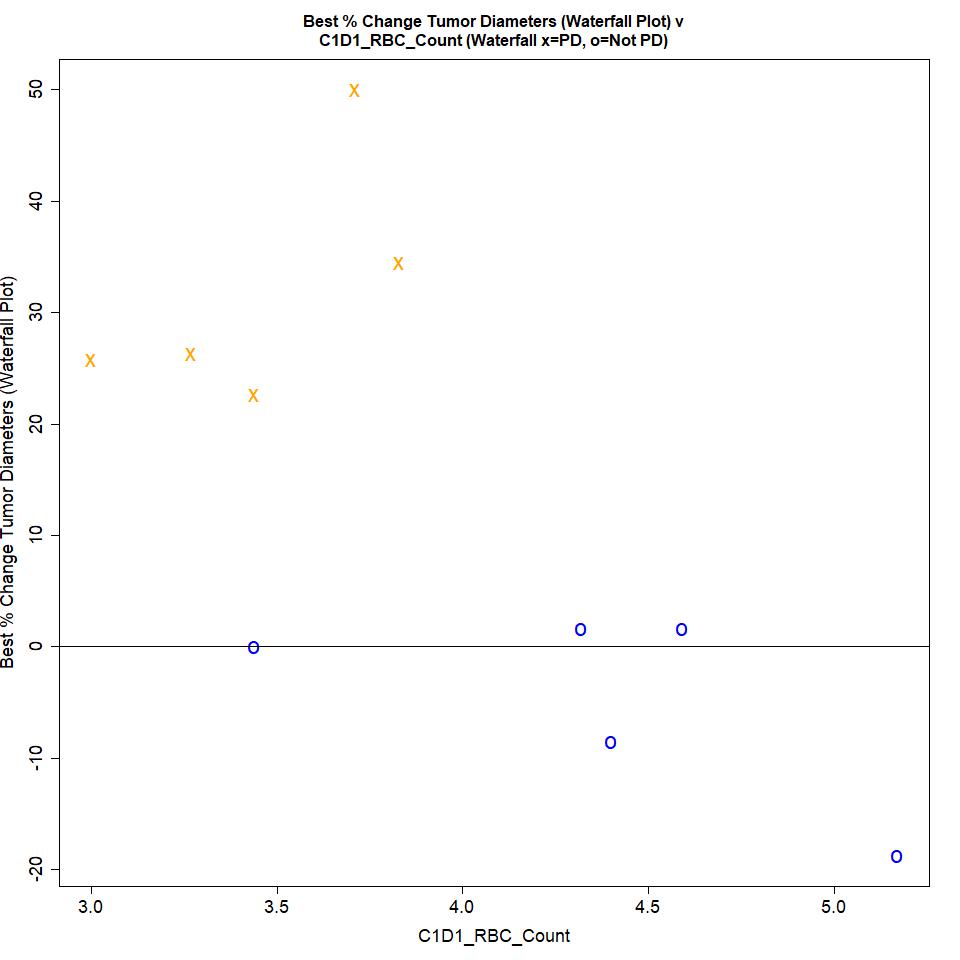 Best % Change Tumor Diameters (Waterfall Plot) v
C1D1_RBC_Count (Waterfall x=PD, o=Not PD)
Best % Change Tumor Diameters (Waterfall Plot)
50
40
30
20
10
0
-10
-20
X
X
X
X
X
O
O
O
O
O
3.0 3.5 4.0 4.5 5.0
C1D1_RBC_Count